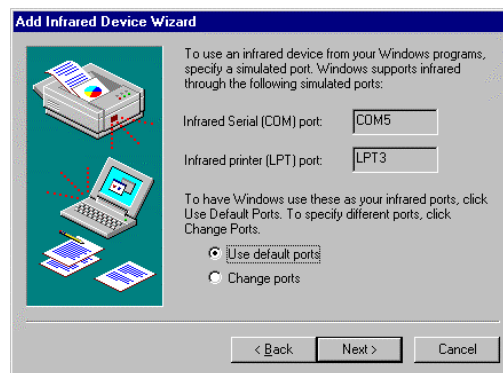 Add Infrared Device Wizard
To use an infrared device from your Windows programs,
specify a simulated port. Windows supports infrared
through the following simulated ports:
Infrared Serial (COM) port: COM5
Infrared printer (LPT) port: LPT3
To have Windows use these as your infrared ports, click
Use Default Ports. To specify different ports, click
Change Ports.
Use default ports
Change ports
< Back Next > Cancel